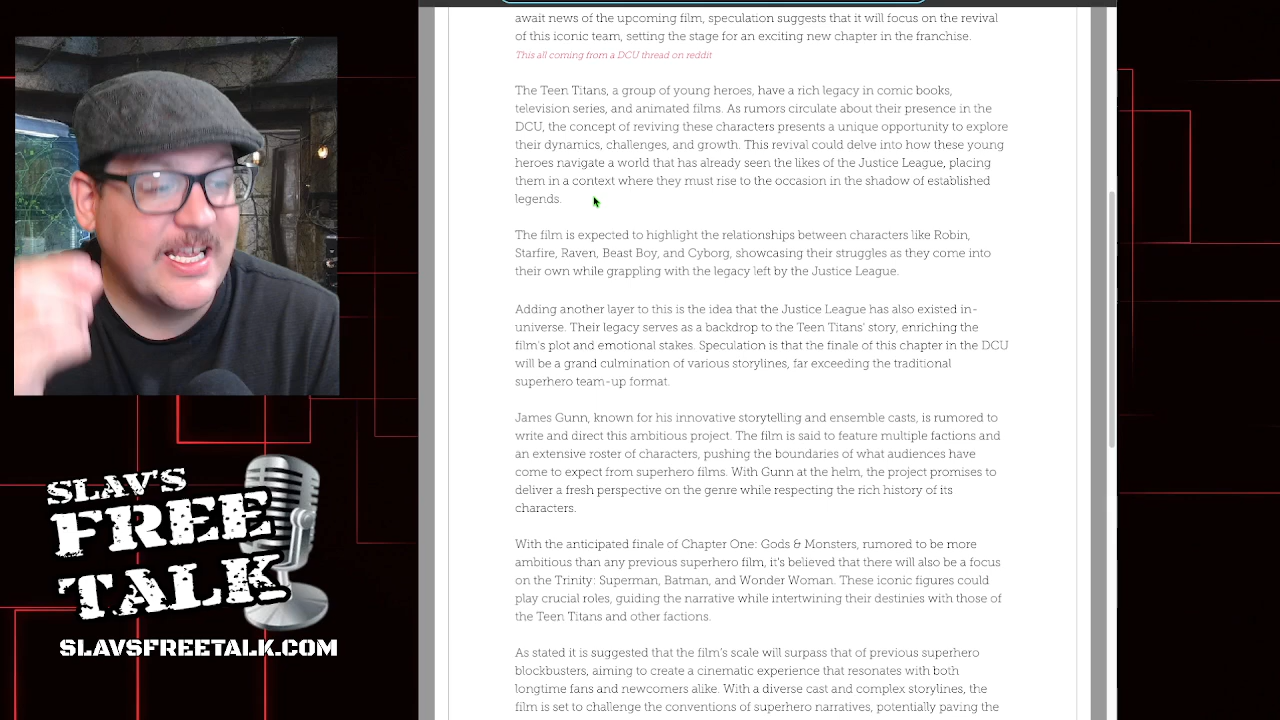 await news of the upcoming film, speculation suggests that it will focus on the revival
of this iconic team, setting the stage for an exciting new chapter in the franchise.
This all coming from a DCU thread on reddit
The Teen Titans, a group of young heroes, have a rich legacy in comic books,
television series, and animated films. As rumors circulate about their presence in the
DCU, the concept of reviving these characters presents a unique opportunity to explore
their dynamics, challenges, and growth. This revival could delve into how these young
heroes navigate a world that has already seen the likes of the Justice League, placing
them in a context where they must rise to the occasion in the shadow of established
legends.
The film is expected to highlight the relationships between characters like Robin,
Starfire, Raven, Beast Boy, and Cyborg, showcasing their struggles as they come into
their own while grappling with the legacy left by the Justice League.
Adding another layer to this is the idea that the Justice League has also existed in-
universe. Their legacy serves as a backdrop to the Teen Titans' story, enriching the
film's plot and emotional stakes. Speculation is that the finale of this chapter in the DCU
will be a grand culmination of various storylines, far exceeding the traditional
superhero team-up format.
James Gunn, known for his innovative storytelling and ensemble casts, is rumored to
write and direct this ambitious project. The film is said to feature multiple factions and
an extensive roster of characters, pushing the boundaries of what audiences have
come to expect from superhero films. With Gunn at the helm, the project promises to
deliver a fresh perspective on the genre while respecting the rich history of its
characters.
With the anticipated finale of Chapter One: Gods & Monsters, rumored to be more
ambitious than any previous superhero film, it's believed that there will also be a focus
on the Trinity: Superman, Batman, and Wonder Woman. These iconic figures could
play crucial roles, guiding the narrative while intertwining their destinies with those of
the Teen Titans and other factions.
As stated it is suggested that the film's scale will surpass that of previous superhero
blockbusters, aiming to create a cinematic experience that resonates with both
longtime fans and newcomers alike. With a diverse cast and complex storylines, the
film is set to challenge the conventions of superhero narratives, potentially paving the
SLAV'S
FREE
TALK
SLAVSFREETALK.COM